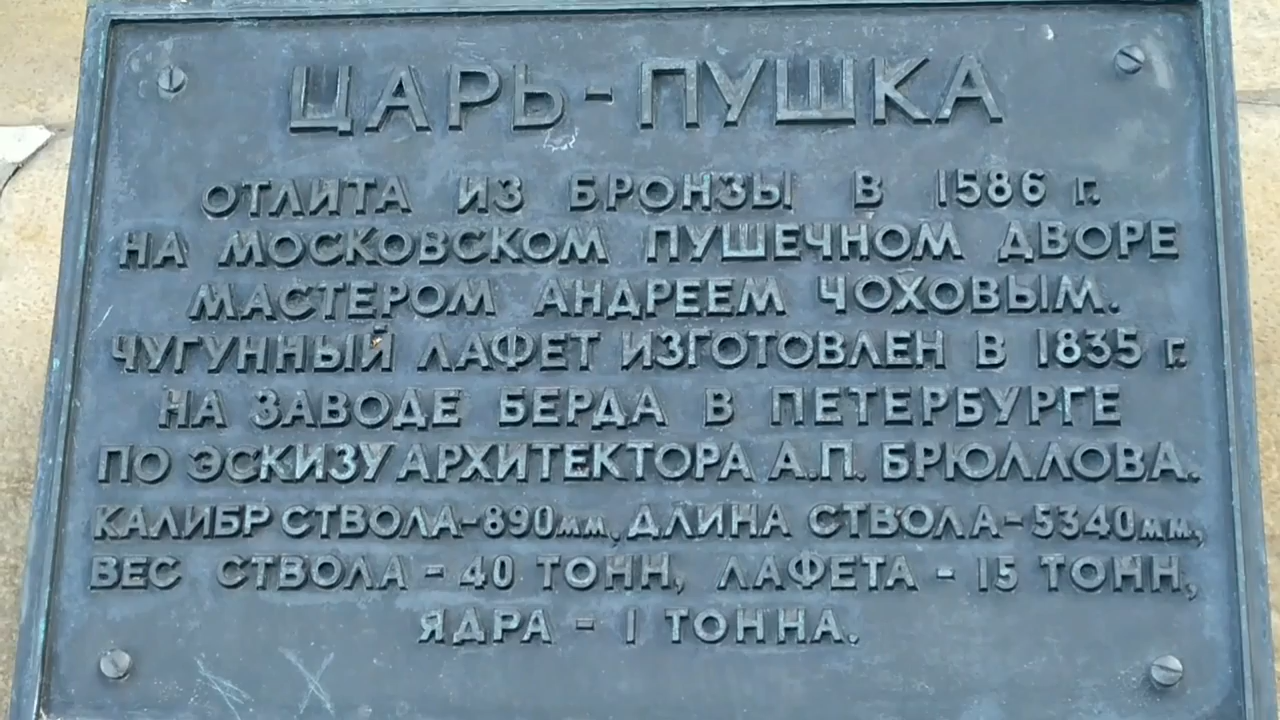 ЦАРЬ-ПУШКА
ОТЛИТА ИЗ БРОНЗЫ В 1586 г.
НА МОСКОВСКОМ ПУШЕЧНОМ ДВОРЕ
МАСТЕРОМ АНДРЕЕМ ЧОХОВЫМ.
ЧУГУННЫЙ ЛАФЕТ ИЗГОТОВЛЕН В 1835 г.
НА ЗАВОДЕ БЕРДА В ПЕТЕРБУРГЕ
ПО ЭСКИЗУ АРХИТЕКТОРА А.П. БРЮЛЛОВА.
КАЛИБР СТВОЛА-890мм, ДЛИНА СТВОЛА-5340мм,
ВЕС СТВОЛА - 40 ТОНН, ЛАФЕТА - 15 ТОНН,
ЯДРА - 1 ТОННА.